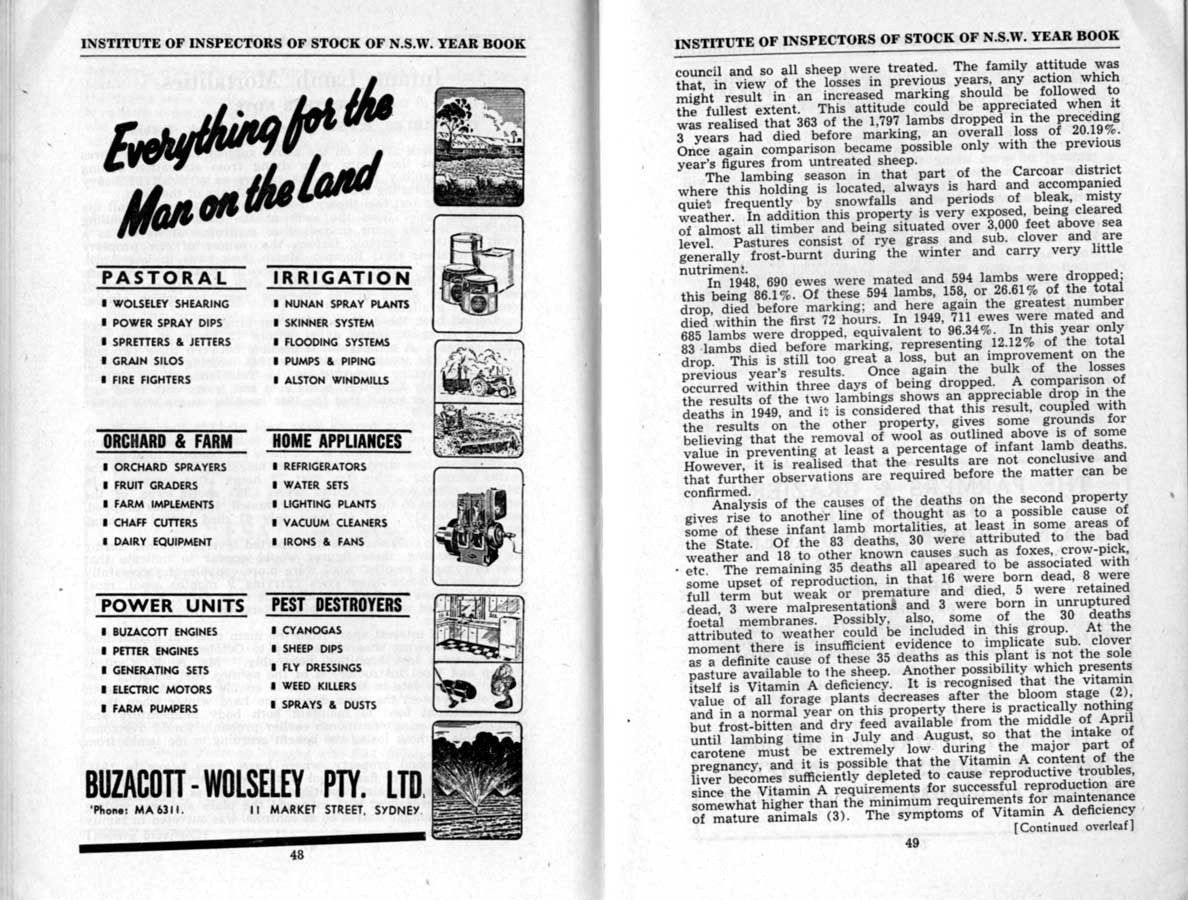 INSTITUTE OF INSPECTORS OF STOCK OF N.S.W. YEAR BOOK
Everything for the
Man on the Land
PASTORAL
▮ WOLSELEY SHEARING
▮ POWER SPRAY DIPS
▮ SPRETTERS & JETTERS
▮ GRAIN SILOS
▮ FIRE FIGHTERS
IRRIGATION
▮ NUNAN SPRAY PLANTS
▮ SKINNER SYSTEM
▮ FLOODING SYSTEMS
▮ PUMPS & PIPING
▮ ALSTON WINDMILLS
ORCHARD & FARM
▮ ORCHARD SPRAYERS
▮ FRUIT GRADERS
▮ FARM IMPLEMENTS
▮ CHAFF CUTTERS
▮ DAIRY EQUIPMENT
HOME APPLIANCES
▮ REFRIGERATORS
▮ WATER SETS
▮ LIGHTING PLANTS
▮ VACUUM CLEANERS
▮ IRONS & FANS
POWER UNITS
▮ BUZACOTT ENGINES
▮ PETTER ENGINES
▮ GENERATING SETS
▮ ELECTRIC MOTORS
▮ FARM PUMPERS
PEST DESTROYERS
▮ CYANOGAS
▮ SHEEP DIPS
▮ FLY DRESSINGS
▮ WEED KILLERS
▮ SPRAYS & DUSTS
BUZACOTT - WOLSELEY PTY. LTD.
'Phone: MA 6311. 11 MARKET STREET, SYDNEY.
48
INSTITUTE OF INSPECTORS OF STOCK OF N.S.W. YEAR BOOK
council and so all sheep were treated. The family attitude was
that, in view of the losses in previous years, any action which
might result in an increased marking should be followed to
the fullest extent. This attitude could be appreciated when it
was realised that 363 of the 1,797 lambs dropped in the preceding
3 years had died before marking, an overall loss of 20.19%.
Once again comparison became possible only with the previous
year's figures from untreated sheep.
The lambing season in that part of the Carcoar district
where this holding is located, always is hard and accompanied
quiet frequently by snowfalls and periods of bleak, misty
weather. In addition this property is very exposed, being cleared
of almost all timber and being situated over 3,000 feet above sea
level. Pastures consist of rye grass and sub. clover and are
generally frost-burnt during the winter and carry very little
nutriment.
In 1948, 690 ewes were mated and 594 lambs were dropped;
this being 86.1%. Of these 594 lambs, 158, or 26.61% of the total
drop, died before marking; and here again the greatest number
died within the first 72 hours. In 1949, 711 ewes were mated and
685 lambs were dropped, equivalent to 96.34%. In this year only
83 lambs died before marking, representing 12.12% of the total
drop. This is still too great a loss, but an improvement on the
previous year's results. Once again the bulk of the losses
occurred within three days of being dropped. A comparison of
the results of the two lambings shows an appreciable drop in the
deaths in 1949, and it is considered that this result, coupled with
the results on the other property, gives some grounds for
believing that the removal of wool as outlined above is of some
value in preventing at least a percentage of infant lamb deaths.
However, it is realised that the results are not conclusive and
that further observations are required before the matter can be
confirmed.
Analysis of the causes of the deaths on the second property
gives rise to another line of thought as to a possible cause of
some of these infant lamb mortalities, at least in some areas of
the State. Of the 83 deaths, 30 were attributed to the bad
weather and 18 to other known causes such as foxes, crow-pick,
etc. The remaining 35 deaths all apeared to be associated with
some upset of reproduction, in that 16 were born dead, 8 were
full term but weak or premature and died, 5 were retained
dead, 3 were malpresentations and 3 were born in unruptured
foetal membranes. Possibly, also, some of the 30 deaths
attributed to weather could be included in this group. At the
moment there is insufficient evidence to implicate sub. clover
as a definite cause of these 35 deaths as this plant is not the sole
pasture available to the sheep. Another possibility which presents
itself is Vitamin A deficiency. It is recognised that the vitamin
value of all forage plants decreases after the bloom stage (2),
and in a normal year on this property there is practically nothing
but frost-bitten and dry feed available from the middle of April
until lambing time in July and August, so that the intake of
carotene must be extremely low during the major part of
pregnancy, and it is possible that the Vitamin A content of the
liver becomes sufficiently depleted to cause reproductive troubles,
since the Vitamin A requirements for successful reproduction are
somewhat higher than the minimum requirements for maintenance
of mature animals (3). The symptoms of Vitamin A deficiency
[Continued overleaf]
49